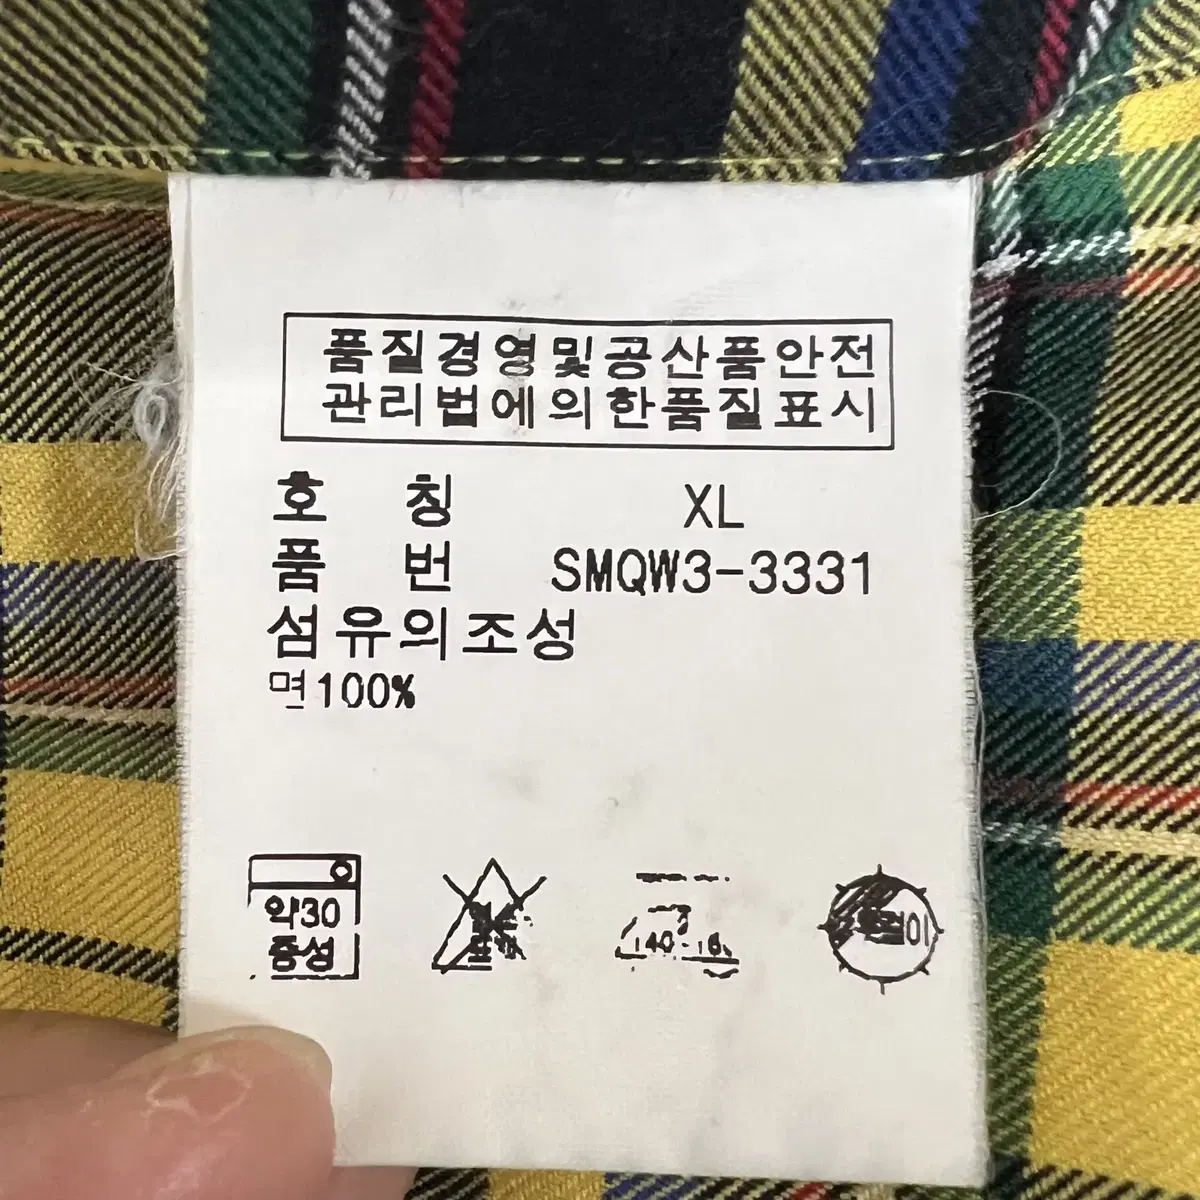 품질경영및공산품안전
관리법에의한품질표시
호 칭 XL
품 번 SMQW3-3331
섬유의조성
면100%
약30
중성